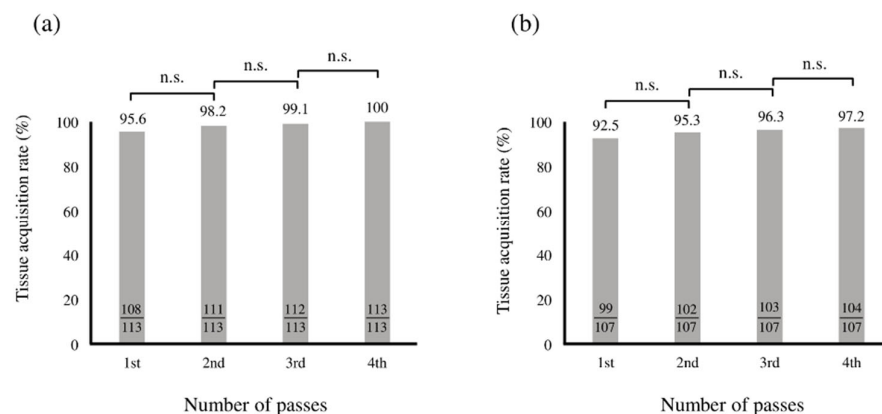 (a)
n.s.
n.s.
n.s.
95.6
98.2
99.1
100
Tissue acquisition rate (%)
100
80
60
40
20
0
108
113
111
113
112
113
113
113
1st
2nd
3rd
4th
Number of passes
(b)
n.s.
n.s.
n.s.
92.5
95.3
96.3
97.2
Tissue acquisition rate (%)
100
80
60
40
20
0
99
107
102
107
103
107
104
107
1st
2nd
3rd
4th
Number of passes